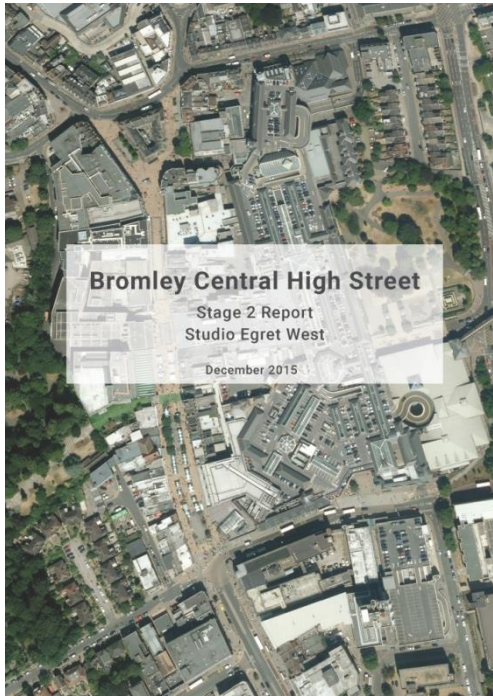 Bromley Central High Street
Stage 2 Report
Studio Egret West
December 2015